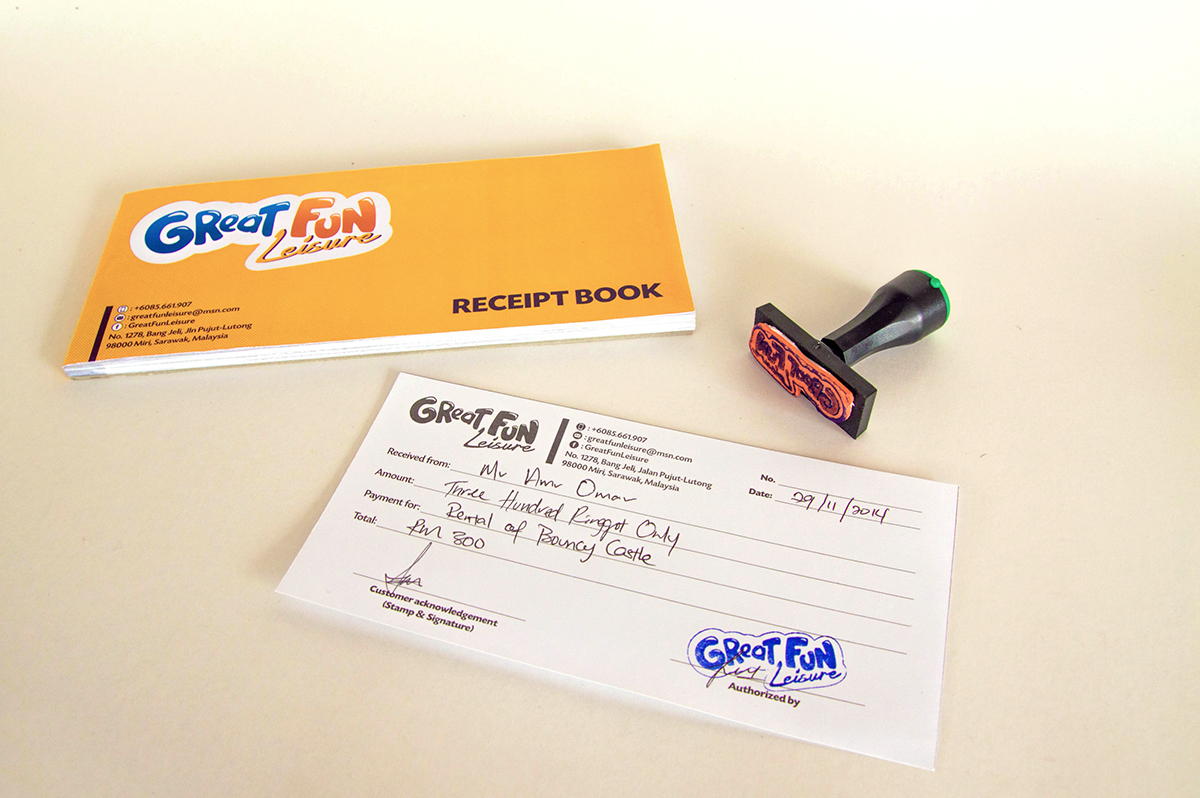 GReat FUN
Leisure
: +6085.661.907
: greatfunleisure@msn.com
: GreatFunLeisure
No. 1278, Bang Jeli, Jln Pujut-Lutong
98000 Miri, Sarawak, Malaysia
RECEIPT BOOK
GReat FUN
Leisure
: +6085.661.907
: greatfunleisure@msn.com
: GreatFunLeisure
No. 1278, Bang Jeli, Jalan Pujut-Lutong
98000 Miri, Sarawak, Malaysia
No.
Date: 29/11/2014
Received from: Mr Amr Omar
Amount: Three Hundred Ringgit Only
Payment for: Rental of Bouncy Castle
Total: RM 300
Customer acknowledgement
(Stamp & Signature)
GReat FUN
Leisure
Authorized by